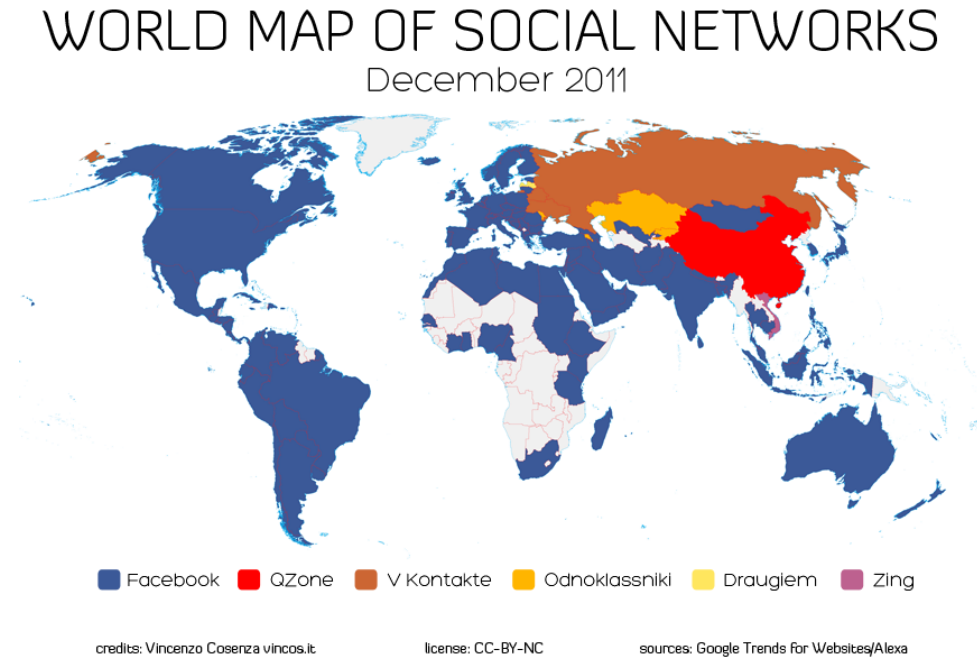 WORLD MAP OF SOCIAL NETWORKS
December 2011
Facebook QZone V Kontakte Odnoklassniki Draugiem Zing
credits: Vincenzo Cosenza vincos.it license: CC-BY-NC sources: Google Trends for Websites/Alexa